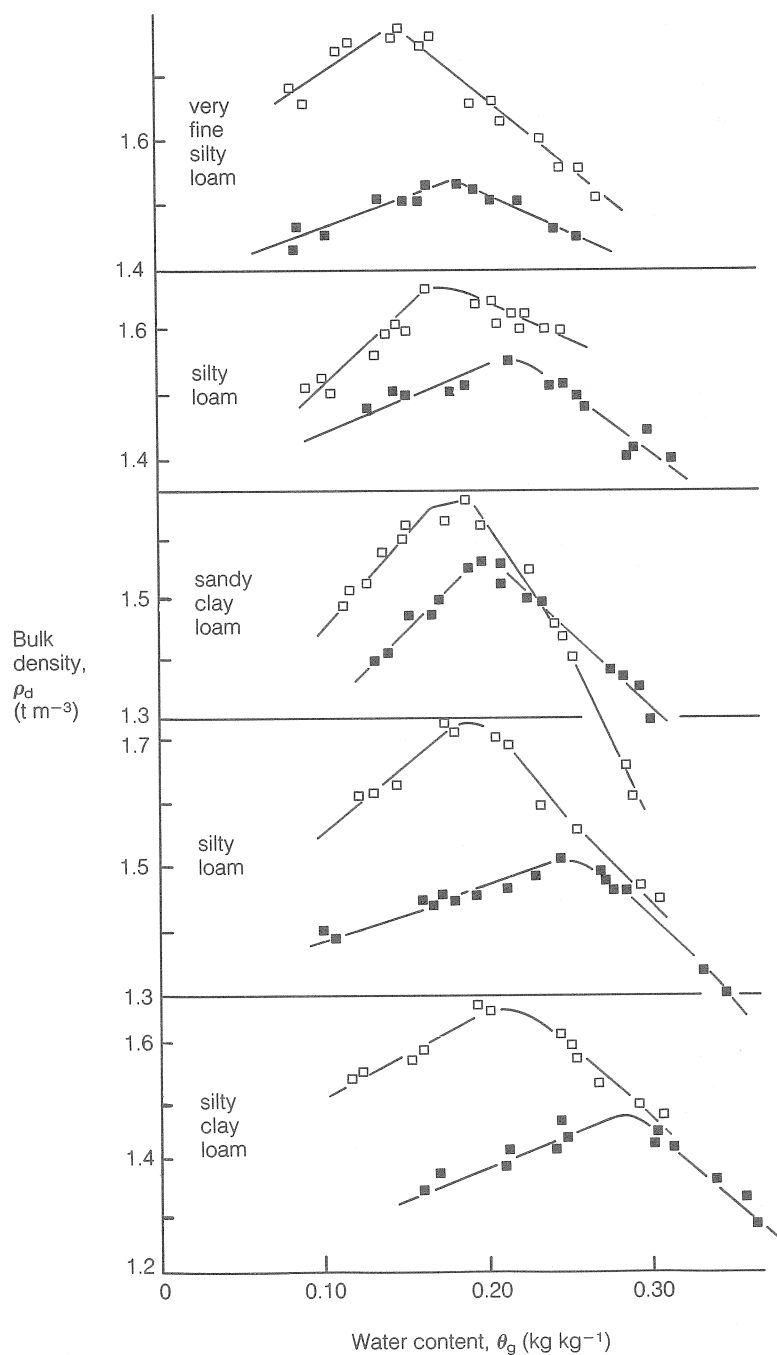 very
fine
silty
loam
1.6
1.4
silty
loam
1.6
1.4
sandy
clay
loam
1.5
1.3
Bulk
density,
ρd
(t m−3)
silty
loam
1.7
1.5
1.3
silty
clay
loam
1.6
1.4
1.2
0
0.10
0.20
0.30
Water content, θg (kg kg−1)